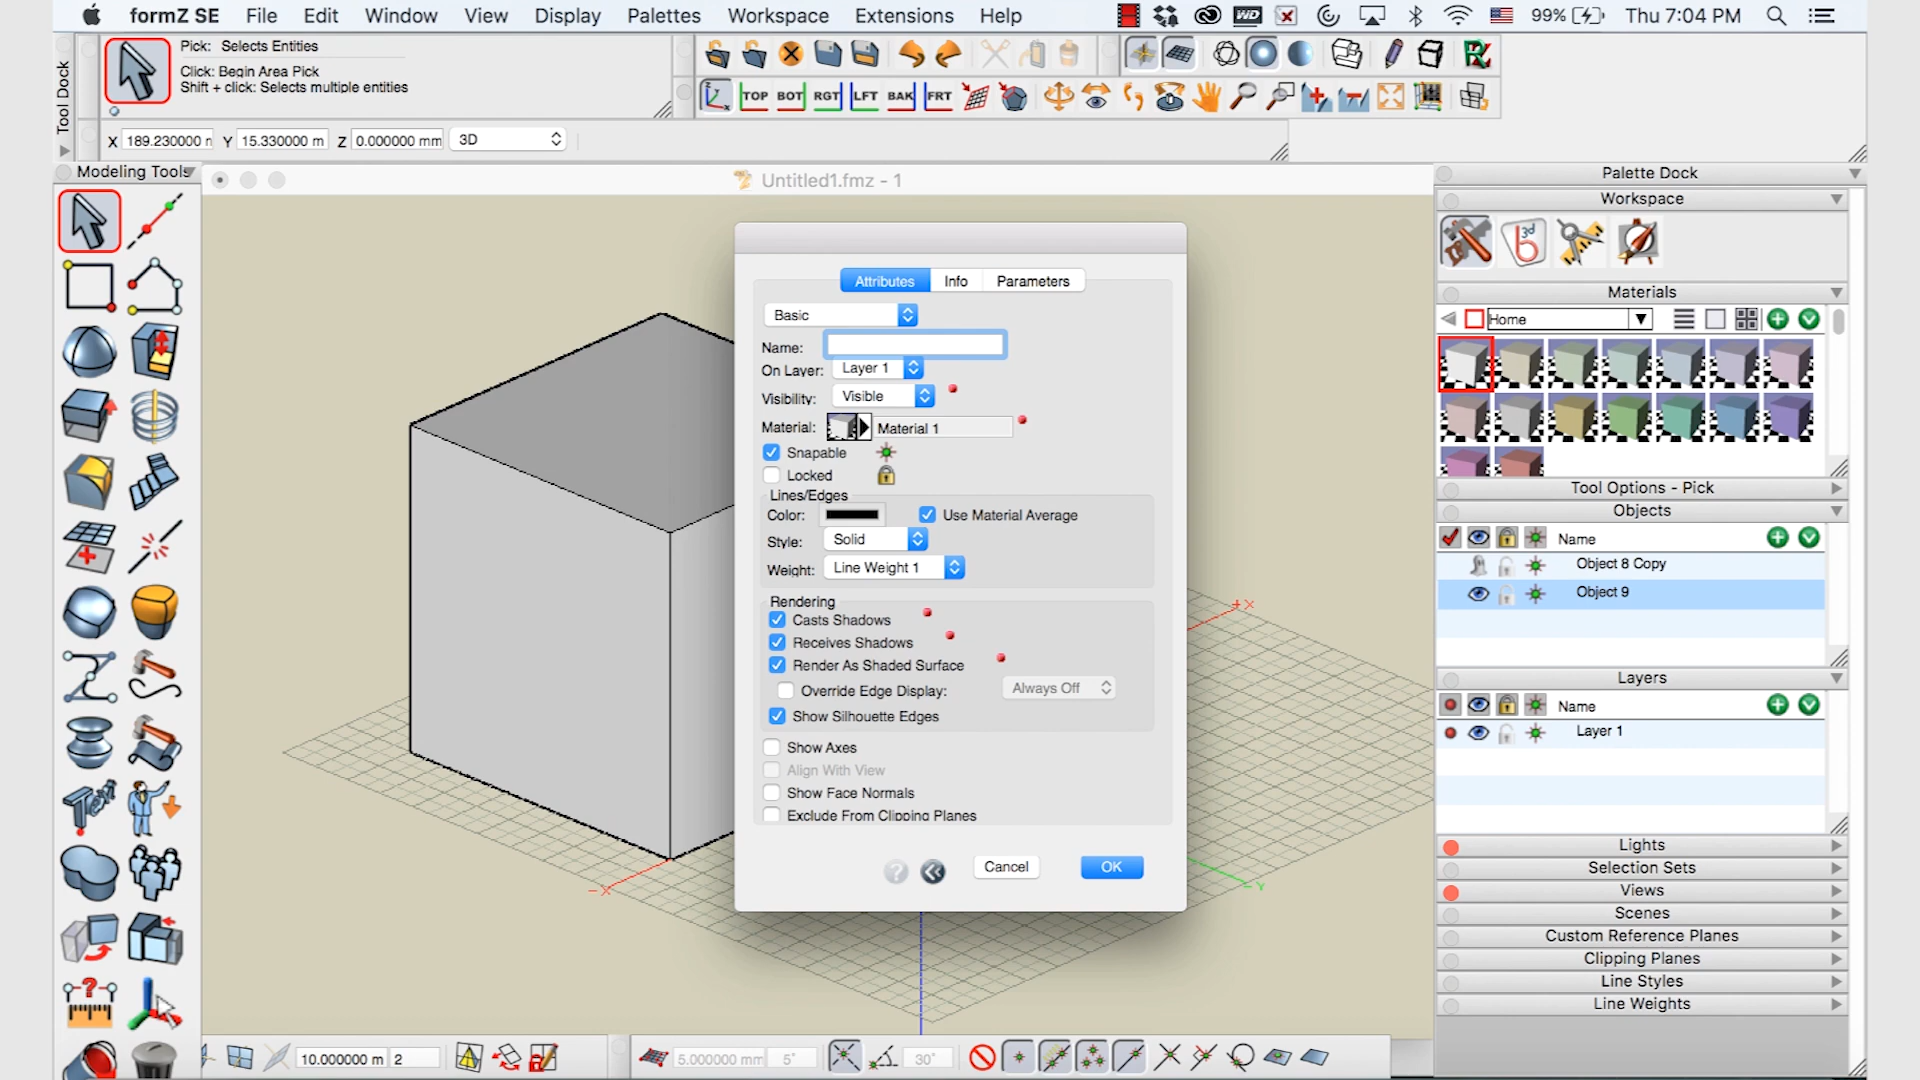 formZ SE File Edit Window View Display Palettes Workspace Extensions Help WD 99% Thu 7:04 PM
Tool Dock
Pick: Selects Entities
Click: Begin Area Pick
Shift + click: Selects multiple entities
TOP BOT RGT LFT BAK FRT
X 189.230000 Y 15.330000 m Z 0.000000 mm 3D
Modeling Tools
Untitled1.fmz - 1
Attributes Info Parameters
Basic
Name:
On Layer: Layer 1
Visibility: Visible
Material: Material 1
Snapable
Locked
Lines/Edges
Color: Use Material Average
Style: Solid
Weight: Line Weight 1
Rendering
Casts Shadows
Receives Shadows
Render As Shaded Surface
Override Edge Display: Always Off
Show Silhouette Edges
Show Axes
Align With View
Show Face Normals
Exclude From Clipping Planes
? Cancel OK
+X
-X
-Y
Palette Dock
Workspace
3d
Materials
Home
Tool Options - Pick
Objects
Name
Object 8 Copy
Object 9
Layers
Name
Layer 1
Lights
Selection Sets
Views
Scenes
Custom Reference Planes
Clipping Planes
Line Styles
Line Weights
10.000000 m 2 5.000000 mm 5° 30°